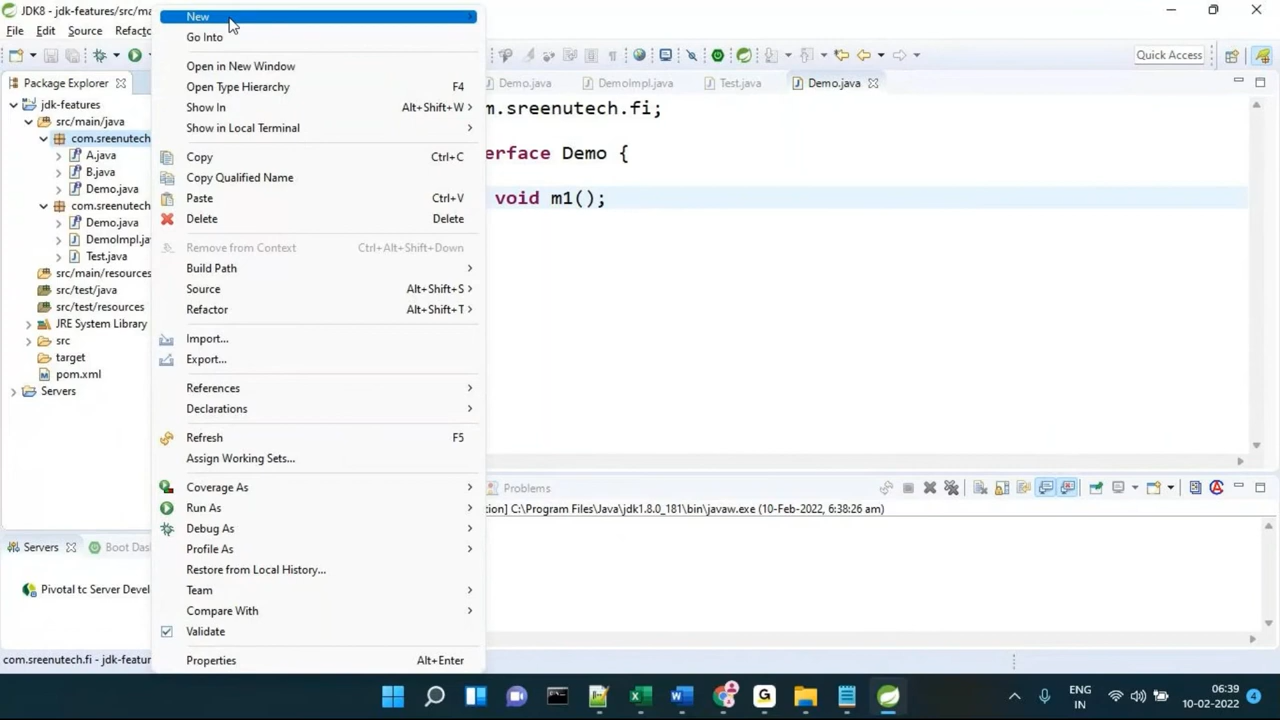 JDK8 - jdk-features/src/ma
File Edit Source Refacto
Quick Access
Package Explorer
jdk-features
src/main/java
com.sreenutech
A.java
B.java
Demo.java
com.sreenutech
Demo.java
DemoImpl.ja
Test.java
src/main/resources
src/test/java
src/test/resources
JRE System Library
src
target
pom.xml
Servers
Servers Boot Das
Pivotal tc Server Devel
com.sreenutech.fi - jdk-featur
New
Go Into
Open in New Window
Open Type Hierarchy F4
Show In Alt+Shift+W
Show in Local Terminal
Copy Ctrl+C
Copy Qualified Name
Paste Ctrl+V
Delete Delete
Remove from Context Ctrl+Alt+Shift+Down
Build Path
Source Alt+Shift+S
Refactor Alt+Shift+T
Import...
Export...
References
Declarations
Refresh F5
Assign Working Sets...
Coverage As
Run As
Debug As
Profile As
Restore from Local History...
Team
Compare With
Validate
Properties Alt+Enter
Demo.java DemoImpl.java Test.java Demo.java
m.sreenutech.fi;
erface Demo {
void m1();
Problems
tion] C:\Program Files\Java\jdk1.8.0_181\bin\javaw.exe (10-Feb-2022, 6:38:26 am)
ENG
IN
06:39
10-02-2022
4